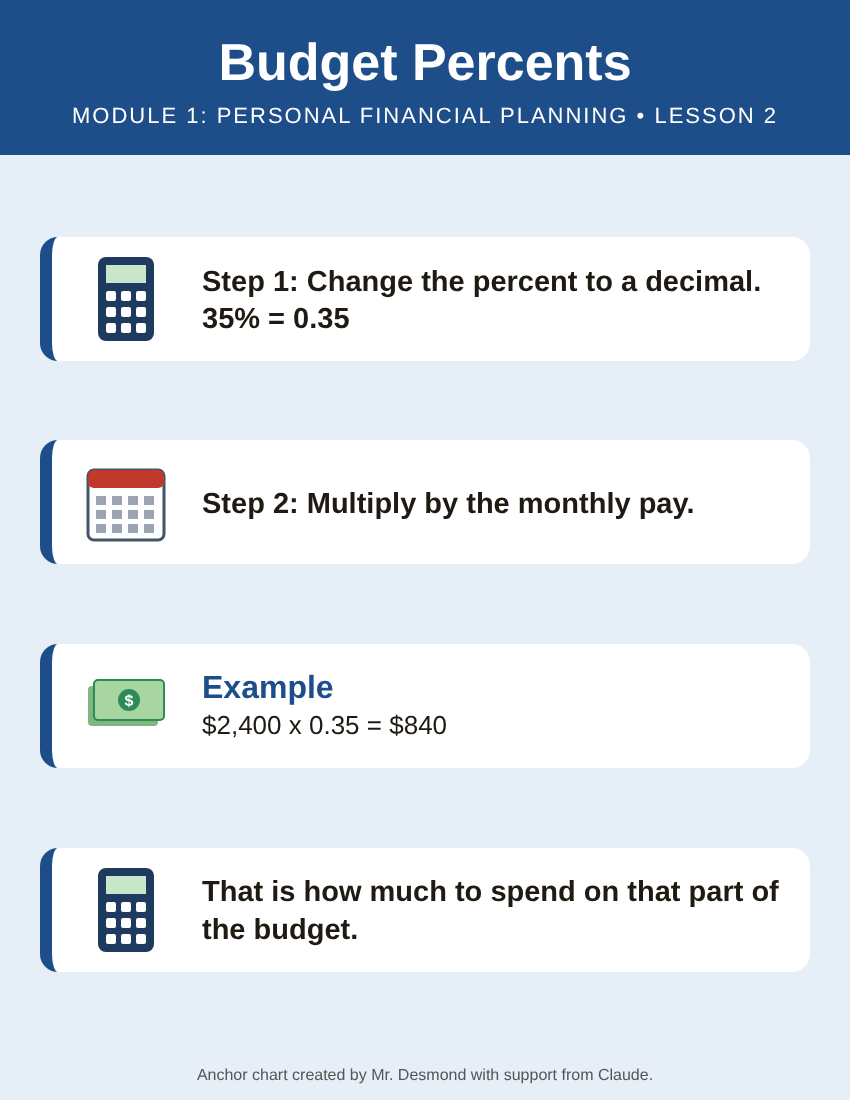 Budget Percents
MODULE 1: PERSONAL FINANCIAL PLANNING • LESSON 2
Step 1: Change the percent to a decimal.
35% = 0.35
Step 2: Multiply by the monthly pay.
$
Example
$2,400 x 0.35 = $840
That is how much to spend on that part of
the budget.
Anchor chart created by Mr. Desmond with support from Claude.